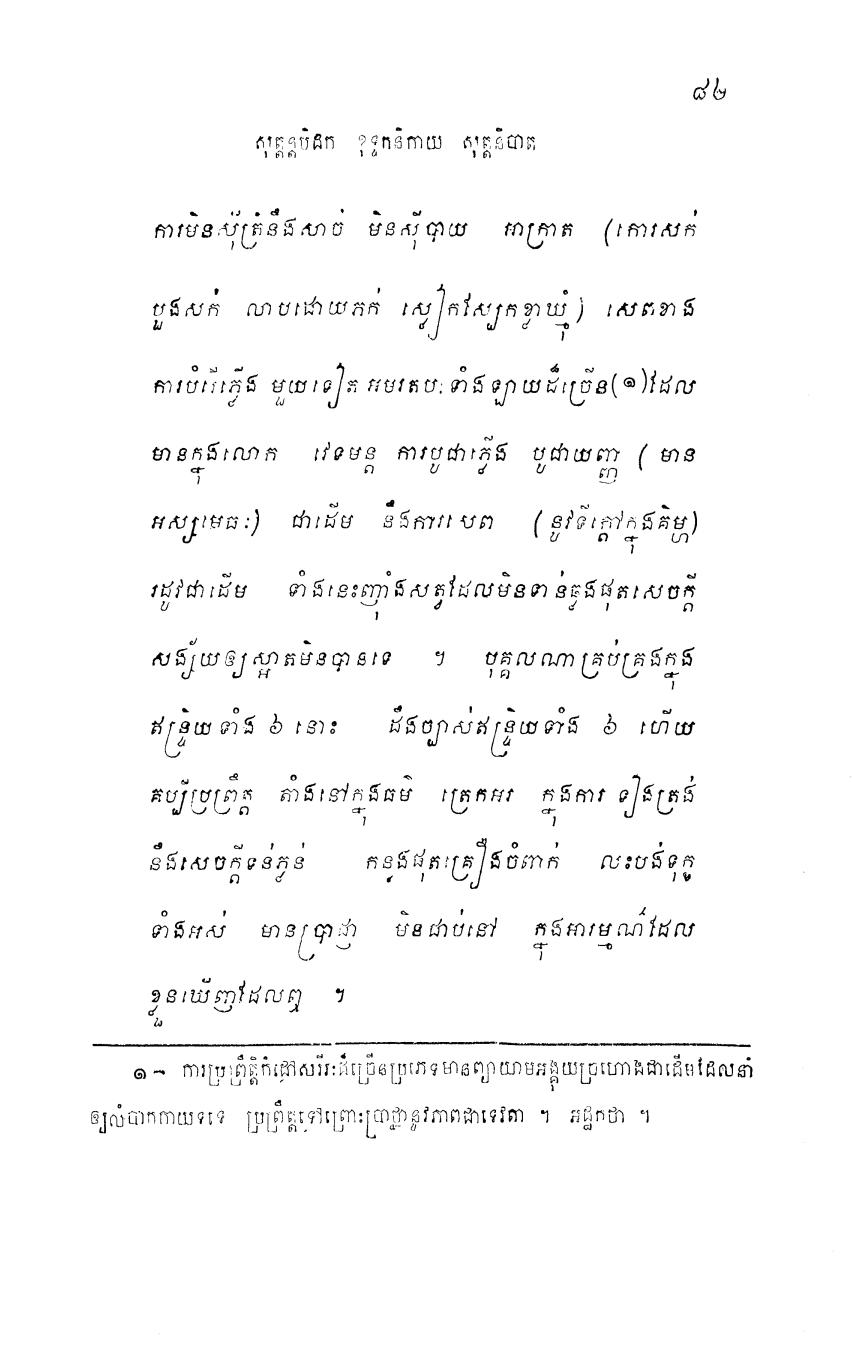 ៨២
សុត្តន្តបិដក ខុទ្ទកនិកាយ សុត្តនិបាត
ការមិនស៊ីត្រីនឹងសាច់ មិនស៊ីបាយ អាក្រាត (កោរសក់
បួងសក់ លាបដោយភក់ ស្លៀកស្បែកខ្លាឃ្មុំ) សេពខាង
ការបំរើភ្លើង មួយទៀត អមរតបៈទាំងឡាយដ៏ច្រើន(១)ដែល
មានក្នុងលោក វេទមន្ត ការបូជាភ្លើង បូជាយញ្ញ (មាន
អស្សមេធៈ) ជាដើម នឹងការសេព (នូវទីក្តៅក្នុងគិម្ហ)
រដូវជាដើម ទាំងនេះញុ៉ាំងសត្វដែលមិនទាន់ឆ្លងផុតសេចក្តី
សង្ស័យឲ្យស្អាតមិនបានទេ ។ បុគ្គលណាគ្រប់គ្រងក្នុង
ឥន្ទ្រិយទាំង ៦ នោះ ដឹងច្បាស់ឥន្ទ្រិយទាំង ៦ ហើយ
គប្បីប្រព្រឹត្ត តាំងនៅក្នុងធម៌ ត្រេកអរ ក្នុងការ ទៀងត្រង់
នឹងសេចក្តីទន់ភ្លន់ កន្លងផុតគ្រឿងចំពាក់ លះបង់ទុក្ខ
ទាំងអស់ មានប្រាជ្ញា មិនជាប់នៅ ក្នុងអារម្មណ៍ដែល
ខ្លួនឃើញដែលឮ ។
១- ការប្រព្រឹត្តិកំដៅសរីរៈដ៏ច្រើនប្រភេទមានព្យាយាមអង្គុយច្រហោងជាដើមដែលនាំ
ឲ្យលំបាកកាយទទេ ប្រព្រឹត្តទៅព្រោះប្រាថ្នានូវភាពជាទេវតា ។ អដ្ឋកថា ។